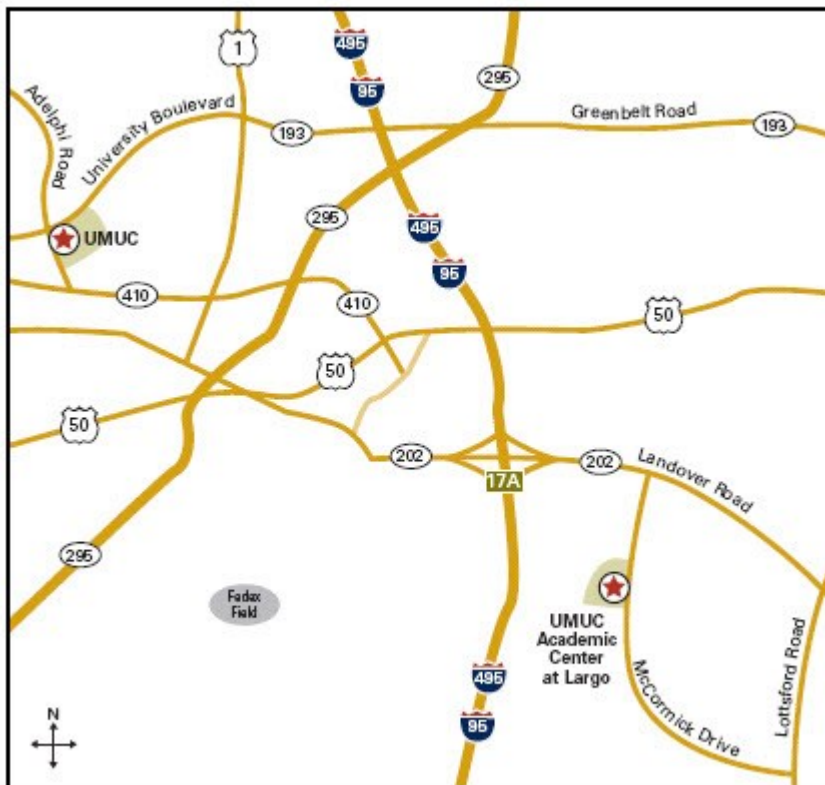 495
1
95
295
Adelphi Road
University Boulevard
Greenbelt Road
193
193
295
495
UMUC
95
410
410
50
50
50
202
202
Landover Road
17A
295
Fedex
Field
UMUC
Academic
Center
at Largo
Lottsford Road
McCormick Drive
495
95
N